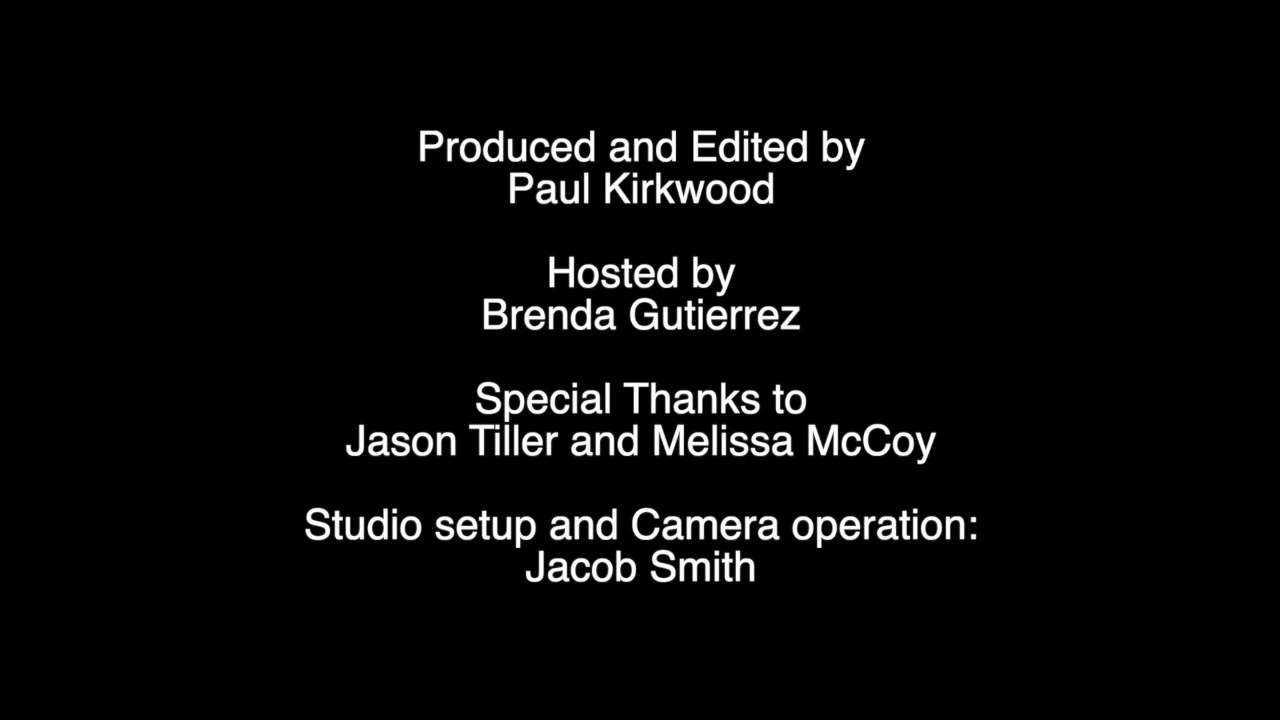 Produced and Edited by
Paul Kirkwood
Hosted by
Brenda Gutierrez
Special Thanks to
Jason Tiller and Melissa McCoy
Studio setup and Camera operation:
Jacob Smith